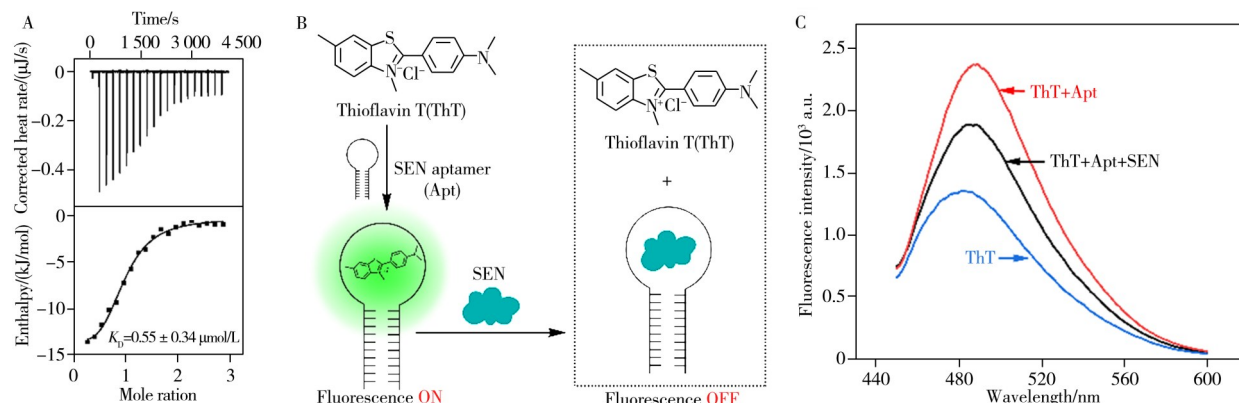 A
Time/s
0 1 500 3 000 4 500
Corrected heat rate/(μJ/s)
0
−0.2
−0.4
Enthalpy/(kJ/mol)
0
−5
−10
−15
K_D=0.55 ± 0.34 μmol/L
0 1 2 3
Mole ration
B
S
N
N Cl−
Thioflavin T(ThT)
SEN aptamer
(Apt)
SEN
Fluorescence ON
S
N
N+ Cl−
Thioflavin T(ThT)
+
Fluorescence OFF
C
Fluorescence intensity/10³ a.u.
2.5
2.0
1.5
1.0
0.5
0
ThT+Apt
ThT+Apt+SEN
ThT
440 480 520 560 600
Wavelength/nm